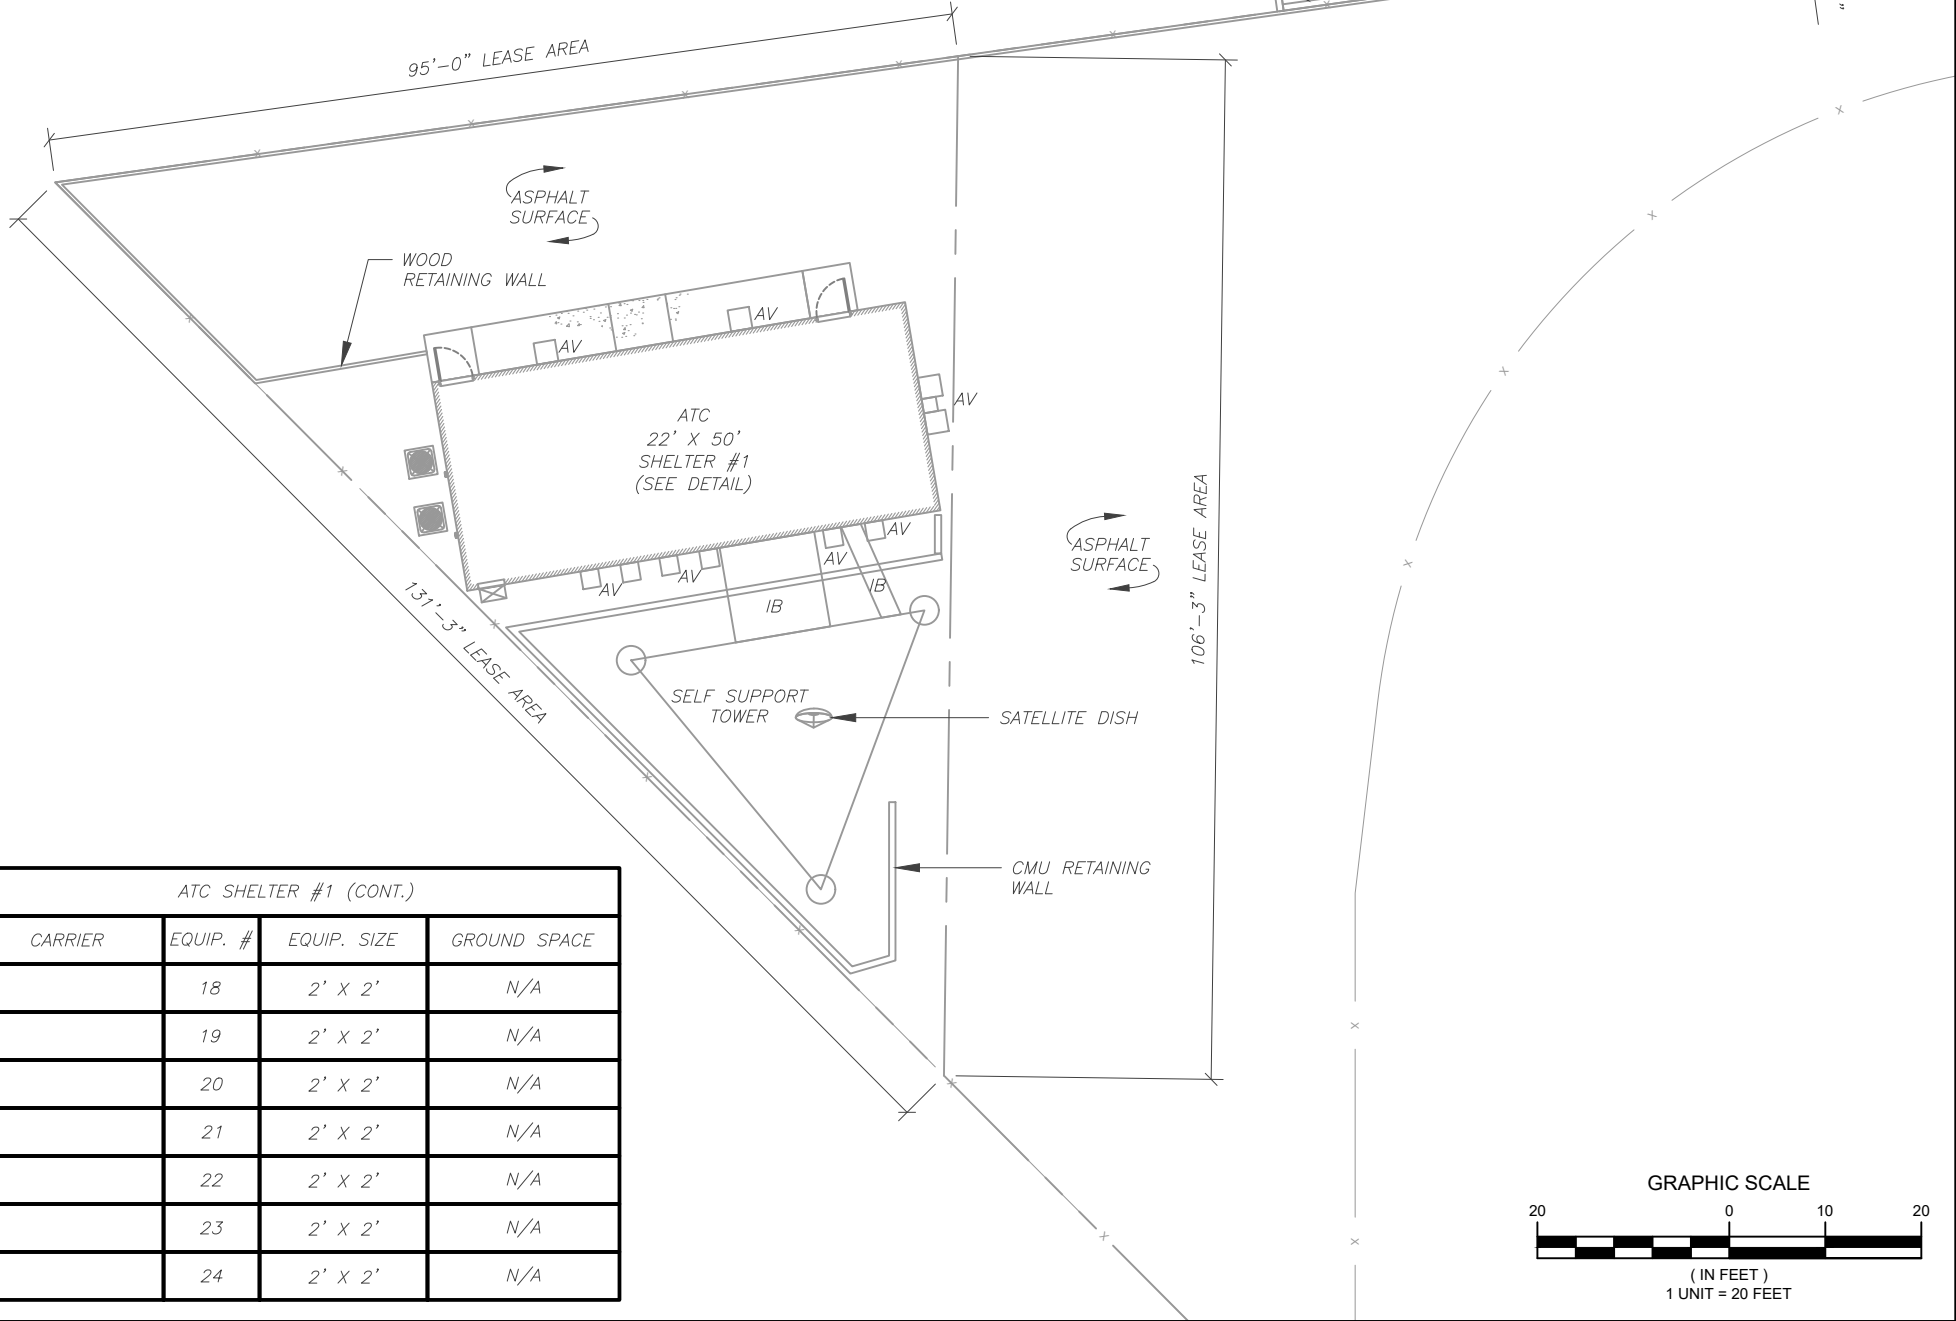 95'-0" LEASE AREA
ASPHALT
SURFACE
WOOD
RETAINING WALL
AV
AV
AV
ATC
22' X 50'
SHELTER #1
(SEE DETAIL)
AV
AV
AV
AV
IB
IB
131'-3" LEASE AREA
106'-3" LEASE AREA
ASPHALT
SURFACE
SELF SUPPORT
TOWER
SATELLITE DISH
CMU RETAINING
WALL
ATC SHELTER #1 (CONT.)
CARRIER EQUIP. # EQUIP. SIZE GROUND SPACE
18 2' X 2' N/A
19 2' X 2' N/A
20 2' X 2' N/A
21 2' X 2' N/A
22 2' X 2' N/A
23 2' X 2' N/A
24 2' X 2' N/A
GRAPHIC SCALE
20 0 10 20
( IN FEET )
1 UNIT = 20 FEET